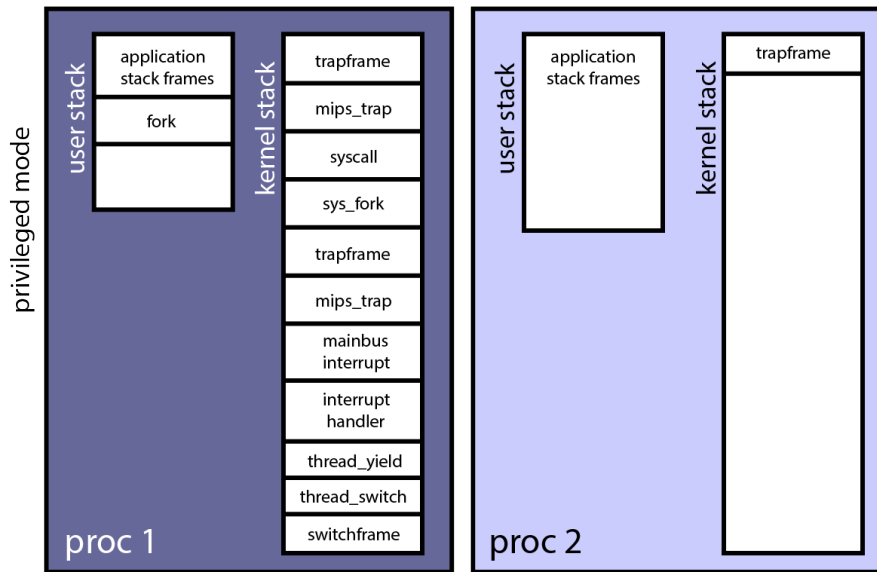 privileged mode
user stack
application
stack frames
fork
kernel stack
trapframe
mips_trap
syscall
sys_fork
trapframe
mips_trap
mainbus
interrupt
interrupt
handler
thread_yield
thread_switch
switchframe
proc 1
user stack
application
stack frames
kernel stack
trapframe
proc 2